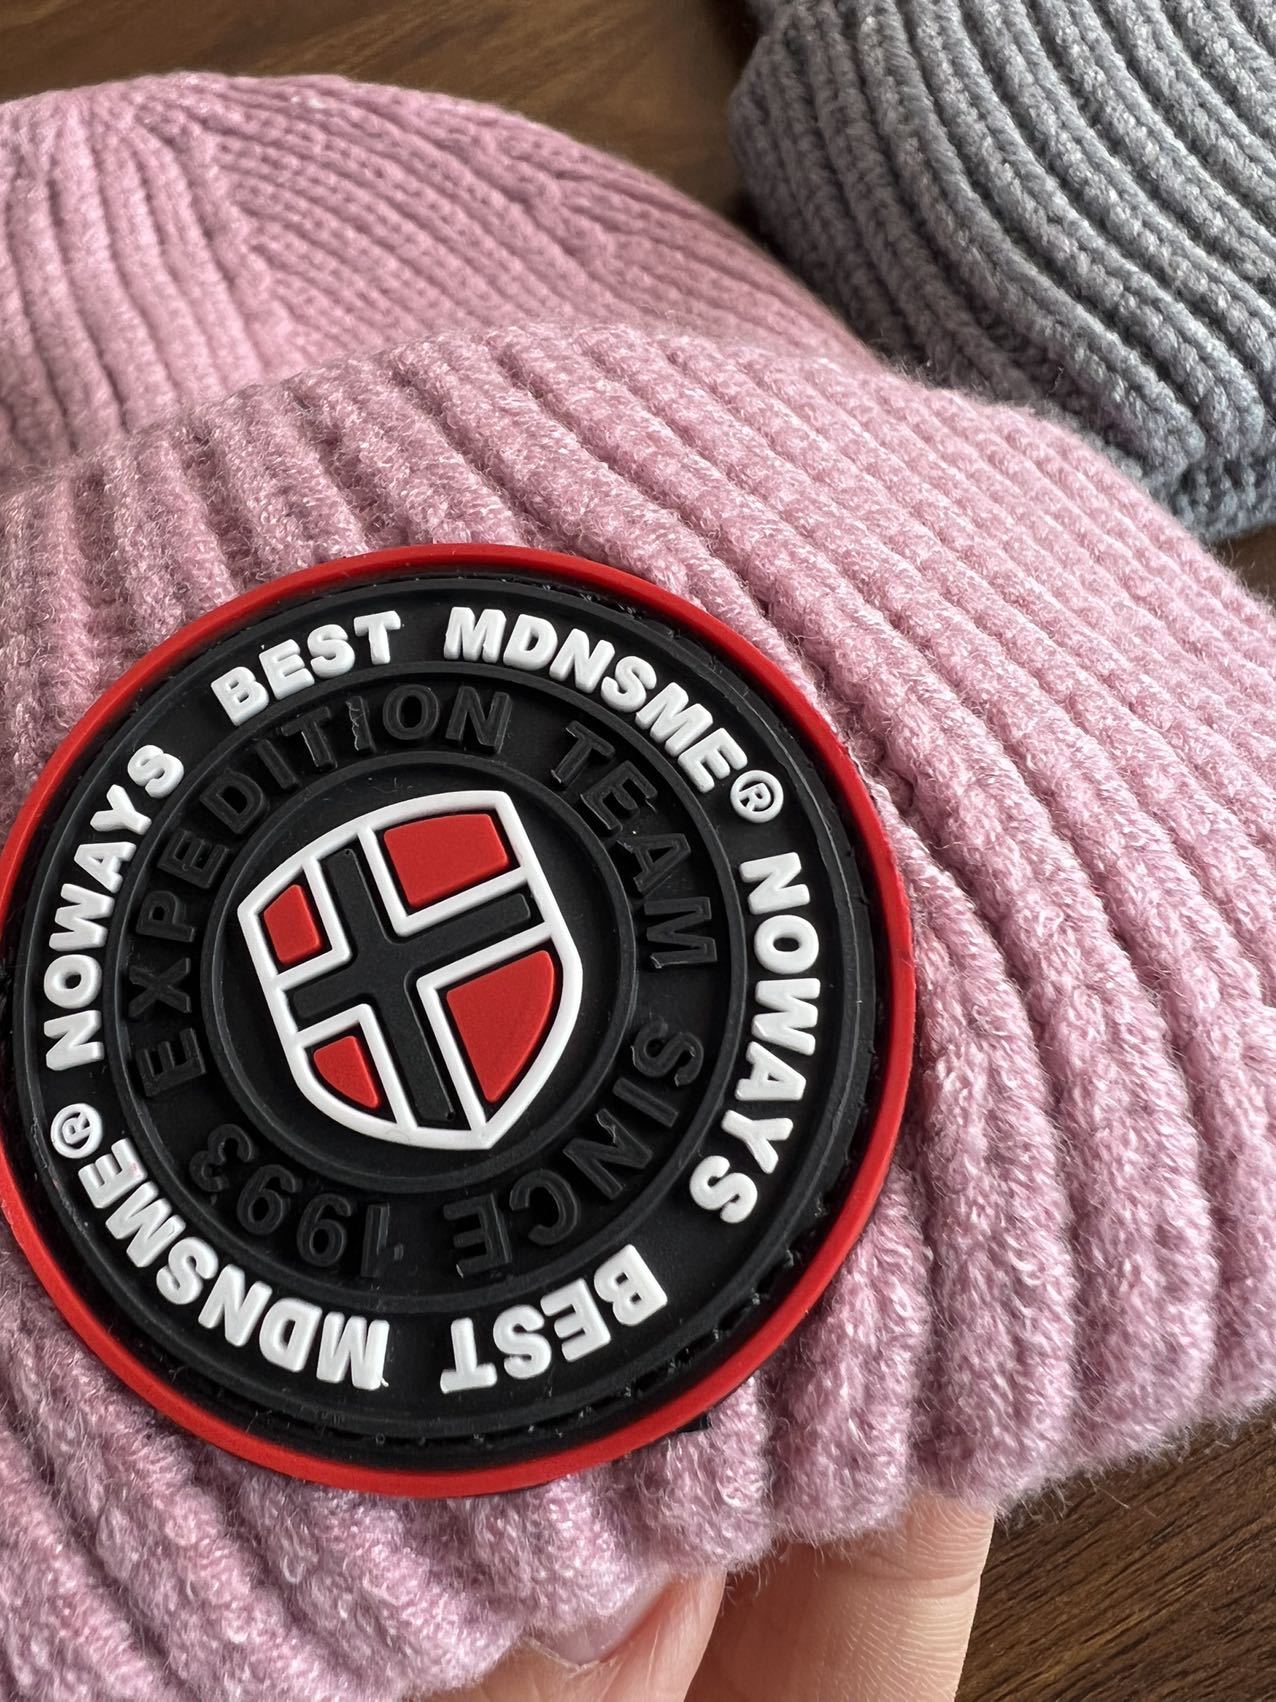 NOWAYS BEST MDNSME® NOWAYS BEST MDNSME®
EXPEDITION TEAM SINCE 1993